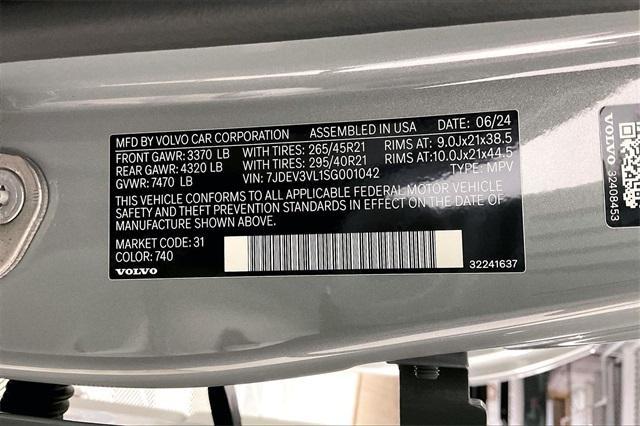 MFD BY VOLVO CAR CORPORATION ASSEMBLED IN USA DATE: 06/24
FRONT GAWR: 3370 LB WITH TIRES: 265/45R21 RIMS AT: 9.0Jx21x38.5
REAR GAWR: 4320 LB WITH TIRES: 295/40R21 RIMS AT: 10.0Jx21x44.5
GVWR: 7470 LB VIN: 7JDEV3VL1SG001042 TYPE: MPV
THIS VEHICLE CONFORMS TO ALL APPLICABLE FEDERAL MOTOR VEHICLE
SAFETY AND THEFT PREVENTION STANDARDS IN EFFECT ON THE DATE OF
MANUFACTURE SHOWN ABOVE.
MARKET CODE: 31
COLOR: 740
VOLVO 32241637
VOLVO
32408453